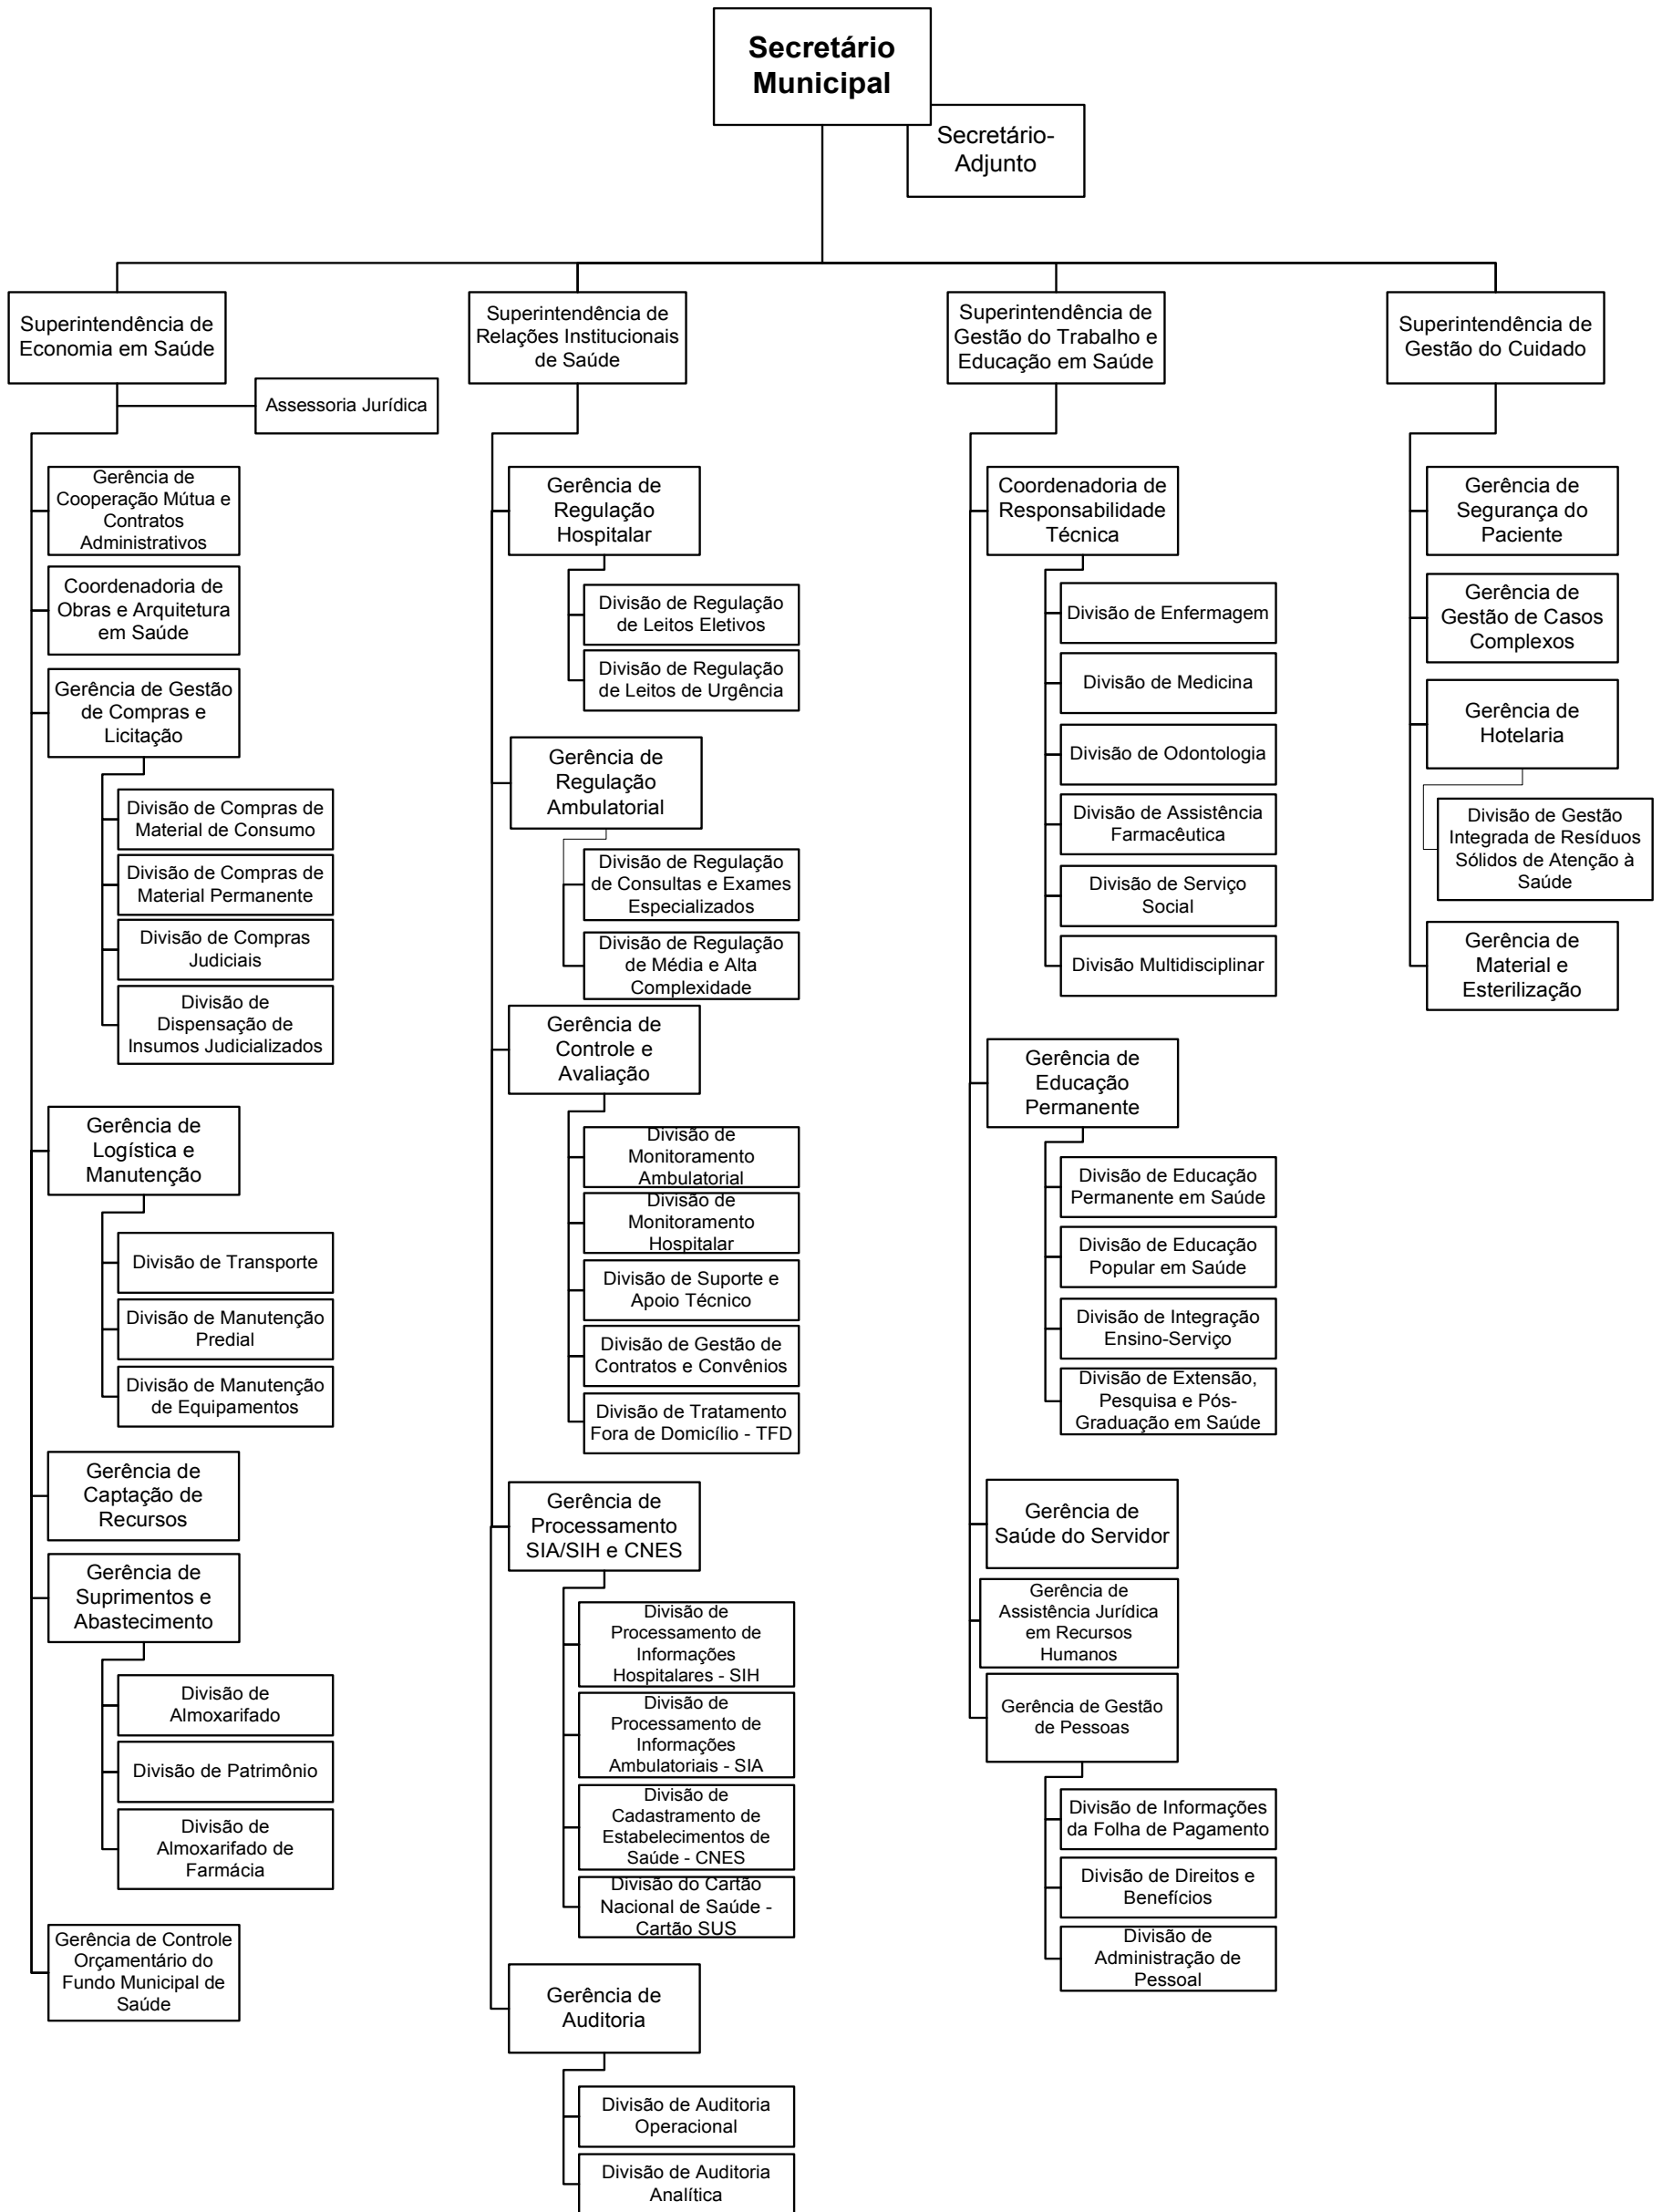 Secretário
Municipal
Secretário-
Adjunto
Superintendência de
Economia em Saúde
Assessoria Jurídica
Gerência de
Cooperação Mútua e
Contratos
Administrativos
Coordenadoria de
Obras e Arquitetura
em Saúde
Gerência de Gestão
de Compras e
Licitação
Divisão de Compras de
Material de Consumo
Divisão de Compras de
Material Permanente
Divisão de Compras
Judiciais
Divisão de
Dispensação de
Insumos Judicializados
Gerência de
Logística e
Manutenção
Divisão de Transporte
Divisão de Manutenção
Predial
Divisão de Manutenção
de Equipamentos
Gerência de
Captação de
Recursos
Gerência de
Suprimentos e
Abastecimento
Divisão de
Almoxarifado
Divisão de Patrimônio
Divisão de
Almoxarifado de
Farmácia
Gerência de Controle
Orçamentário do
Fundo Municipal de
Saúde
Superintendência de
Relações Institucionais
de Saúde
Gerência de
Regulação
Hospitalar
Divisão de Regulação
de Leitos Eletivos
Divisão de Regulação
de Leitos de Urgência
Gerência de
Regulação
Ambulatorial
Divisão de Regulação
de Consultas e Exames
Especializados
Divisão de Regulação
de Média e Alta
Complexidade
Gerência de
Controle e
Avaliação
Divisão de
Monitoramento
Ambulatorial
Divisão de
Monitoramento
Hospitalar
Divisão de Suporte e
Apoio Técnico
Divisão de Gestão de
Contratos e Convênios
Divisão de Tratamento
Fora de Domicílio - TFD
Gerência de
Processamento
SIA/SIH e CNES
Divisão de
Processamento de
Informações
Hospitalares - SIH
Divisão de
Processamento de
Informações
Ambulatoriais - SIA
Divisão de
Cadastramento de
Estabelecimentos de
Saúde - CNES
Divisão do Cartão
Nacional de Saúde -
Cartão SUS
Gerência de
Auditoria
Divisão de Auditoria
Operacional
Divisão de Auditoria
Analítica
Superintendência de
Gestão do Trabalho e
Educação em Saúde
Coordenadoria de
Responsabilidade
Técnica
Divisão de Enfermagem
Divisão de Medicina
Divisão de Odontologia
Divisão de Assistência
Farmacêutica
Divisão de Serviço
Social
Divisão Multidisciplinar
Gerência de
Educação
Permanente
Divisão de Educação
Permanente em Saúde
Divisão de Educação
Popular em Saúde
Divisão de Integração
Ensino-Serviço
Divisão de Extensão,
Pesquisa e Pós-
Graduação em Saúde
Gerência de
Saúde do Servidor
Gerência de
Assistência Jurídica
em Recursos
Humanos
Gerência de Gestão
de Pessoas
Divisão de Informações
da Folha de Pagamento
Divisão de Direitos e
Benefícios
Divisão de
Administração de
Pessoal
Superintendência de
Gestão do Cuidado
Gerência de
Segurança do
Paciente
Gerência de
Gestão de Casos
Complexos
Gerência de
Hotelaria
Divisão de Gestão
Integrada de Resíduos
Sólidos de Atenção à
Saúde
Gerência de
Material e
Esterilização